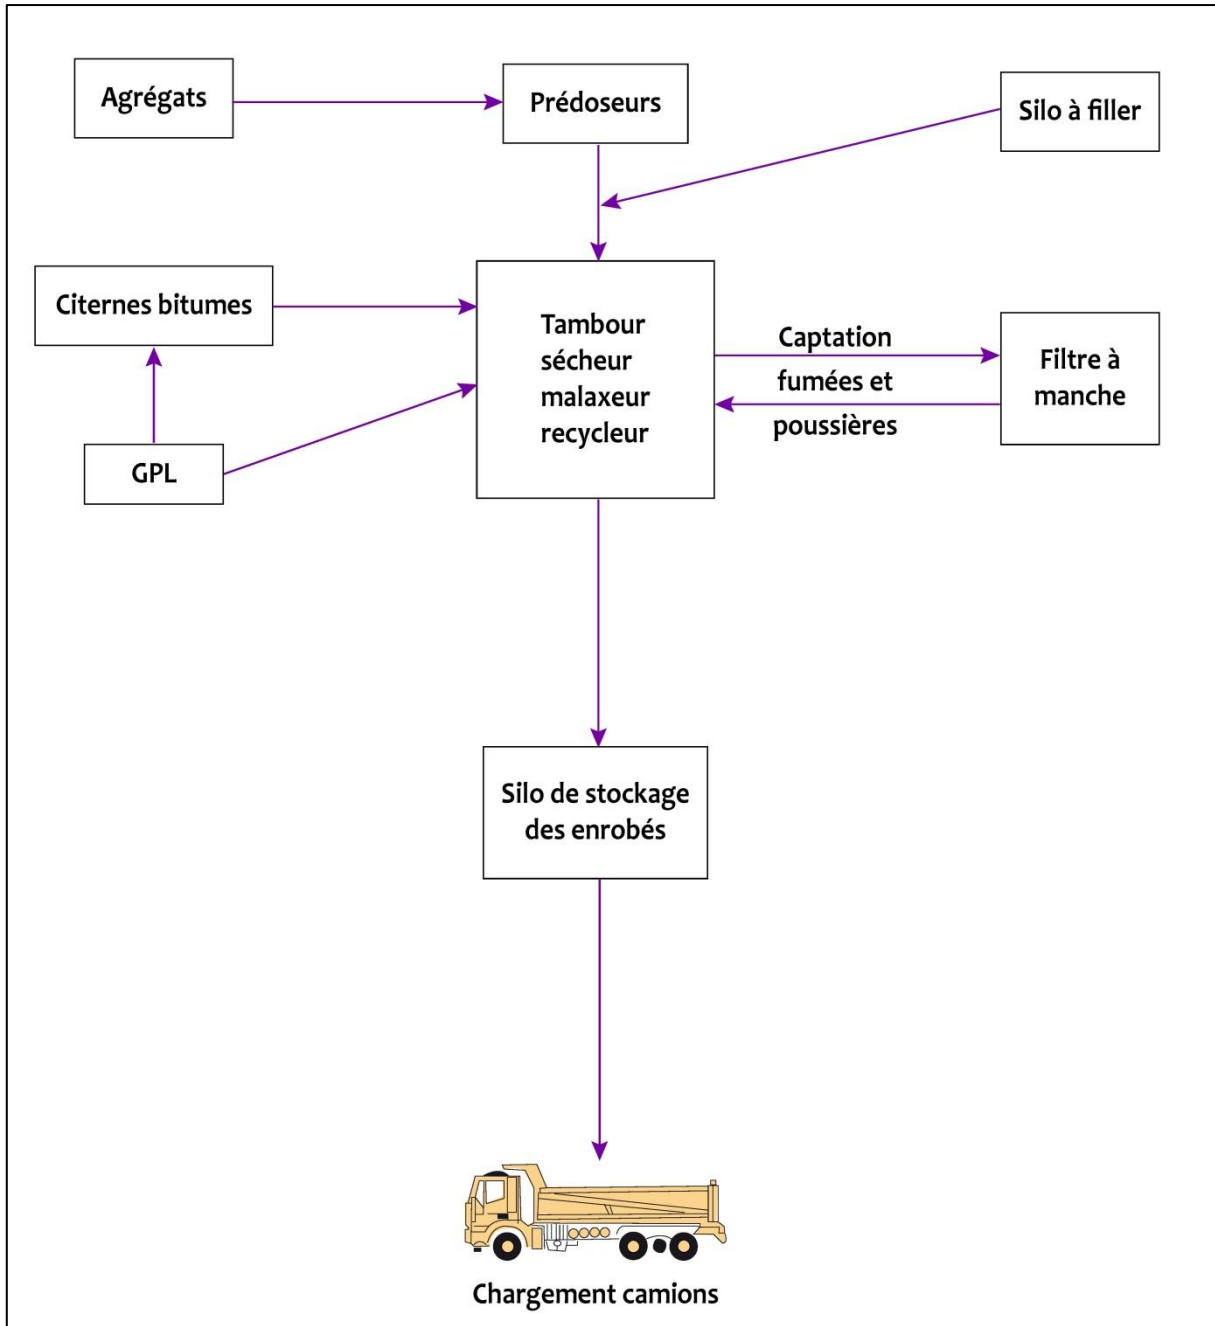 Agrégats
Prédoseurs
Silo à filler
Citernes bitumes
GPL
Tambour
sécheur
malaxeur
recycleur
Captation
fumées et
poussières
Filtre à
manche
Silo de stockage
des enrobés
Chargement camions